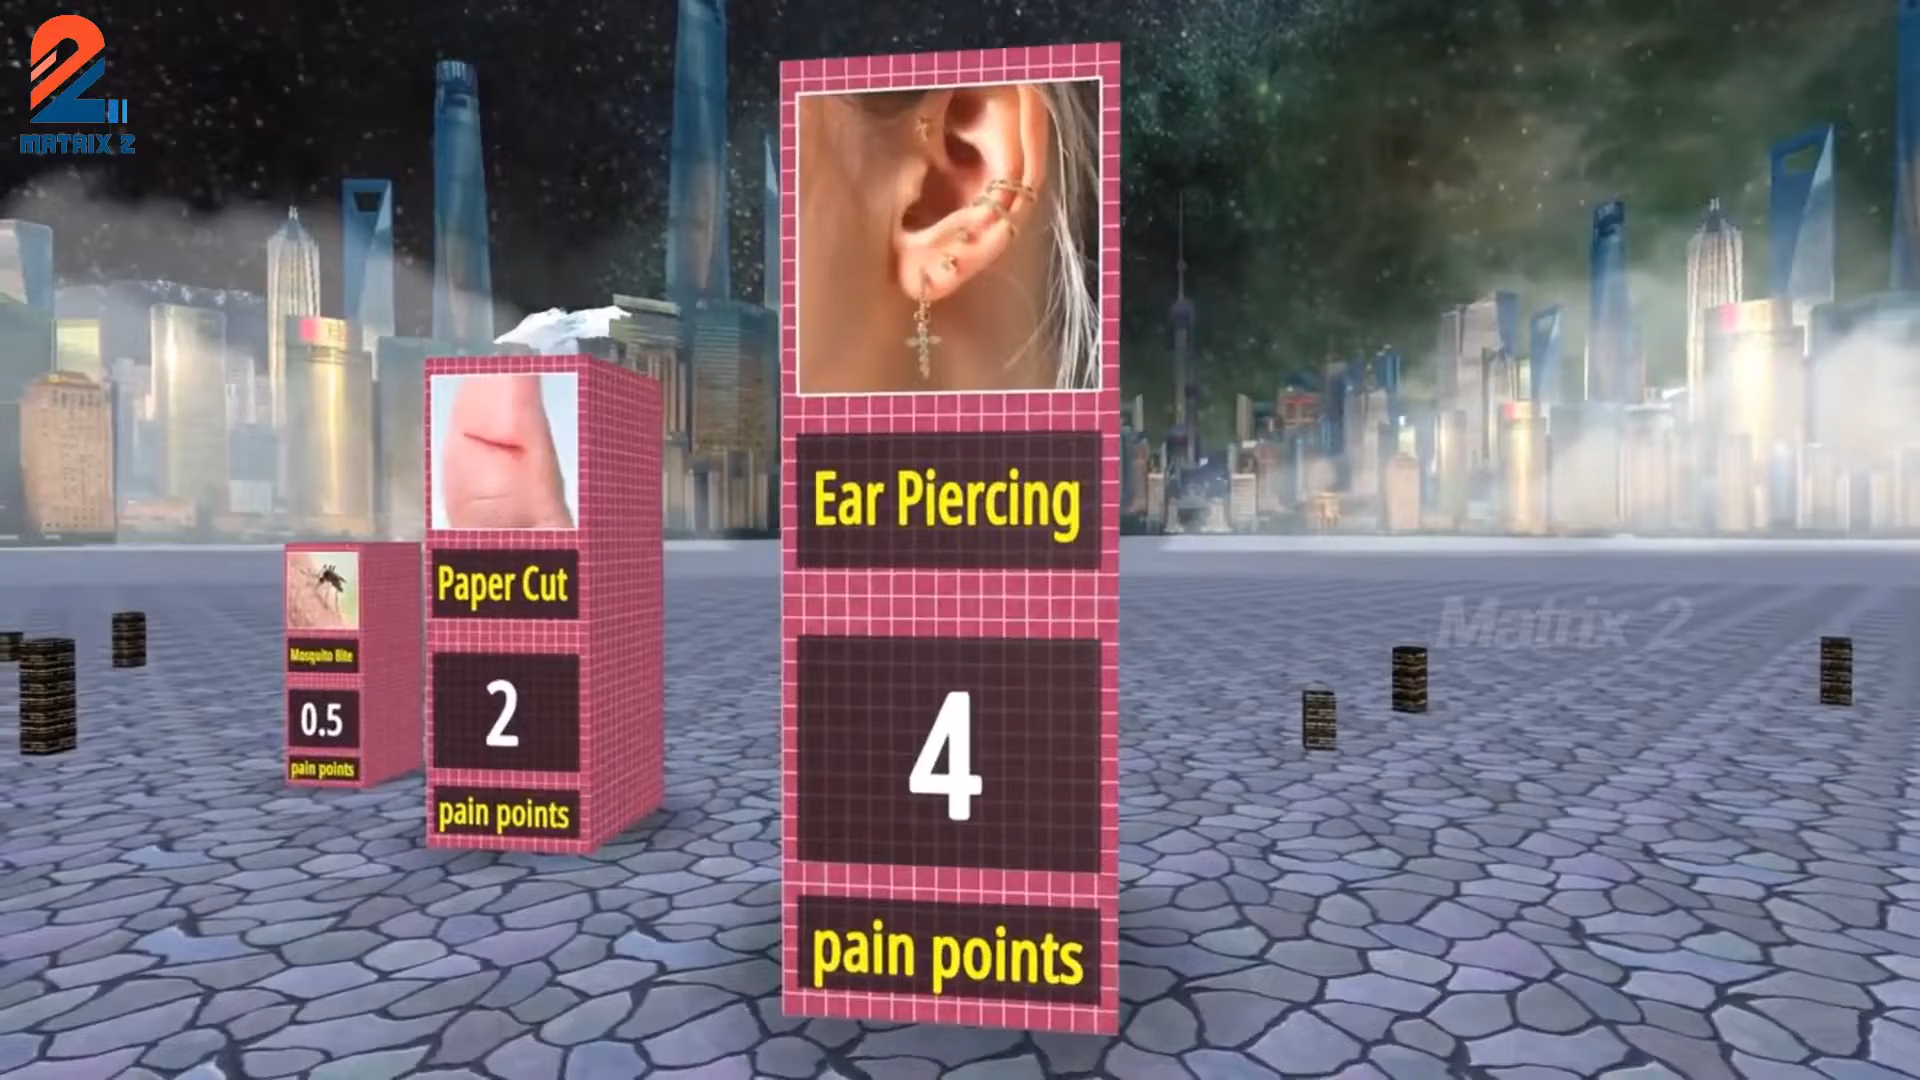 MATRIX 2
Mosquito Bite
0.5
pain points
Paper Cut
2
pain points
Ear Piercing
4
pain points
Matrix 2